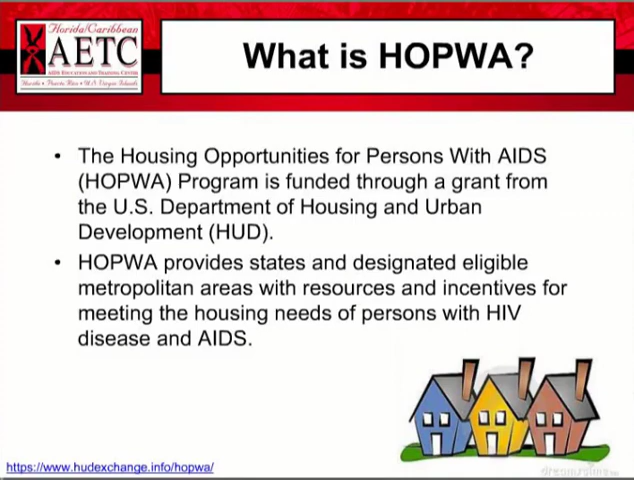 Florida/Caribbean
AETC
AIDS EDUCATION AND TRAINING CENTER
Florida • Puerto Rico • U.S. Virgin Islands
What is HOPWA?
• The Housing Opportunities for Persons With AIDS
(HOPWA) Program is funded through a grant from
the U.S. Department of Housing and Urban
Development (HUD).
• HOPWA provides states and designated eligible
metropolitan areas with resources and incentives for
meeting the housing needs of persons with HIV
disease and AIDS.
https://www.hudexchange.info/hopwa/
dreamstime